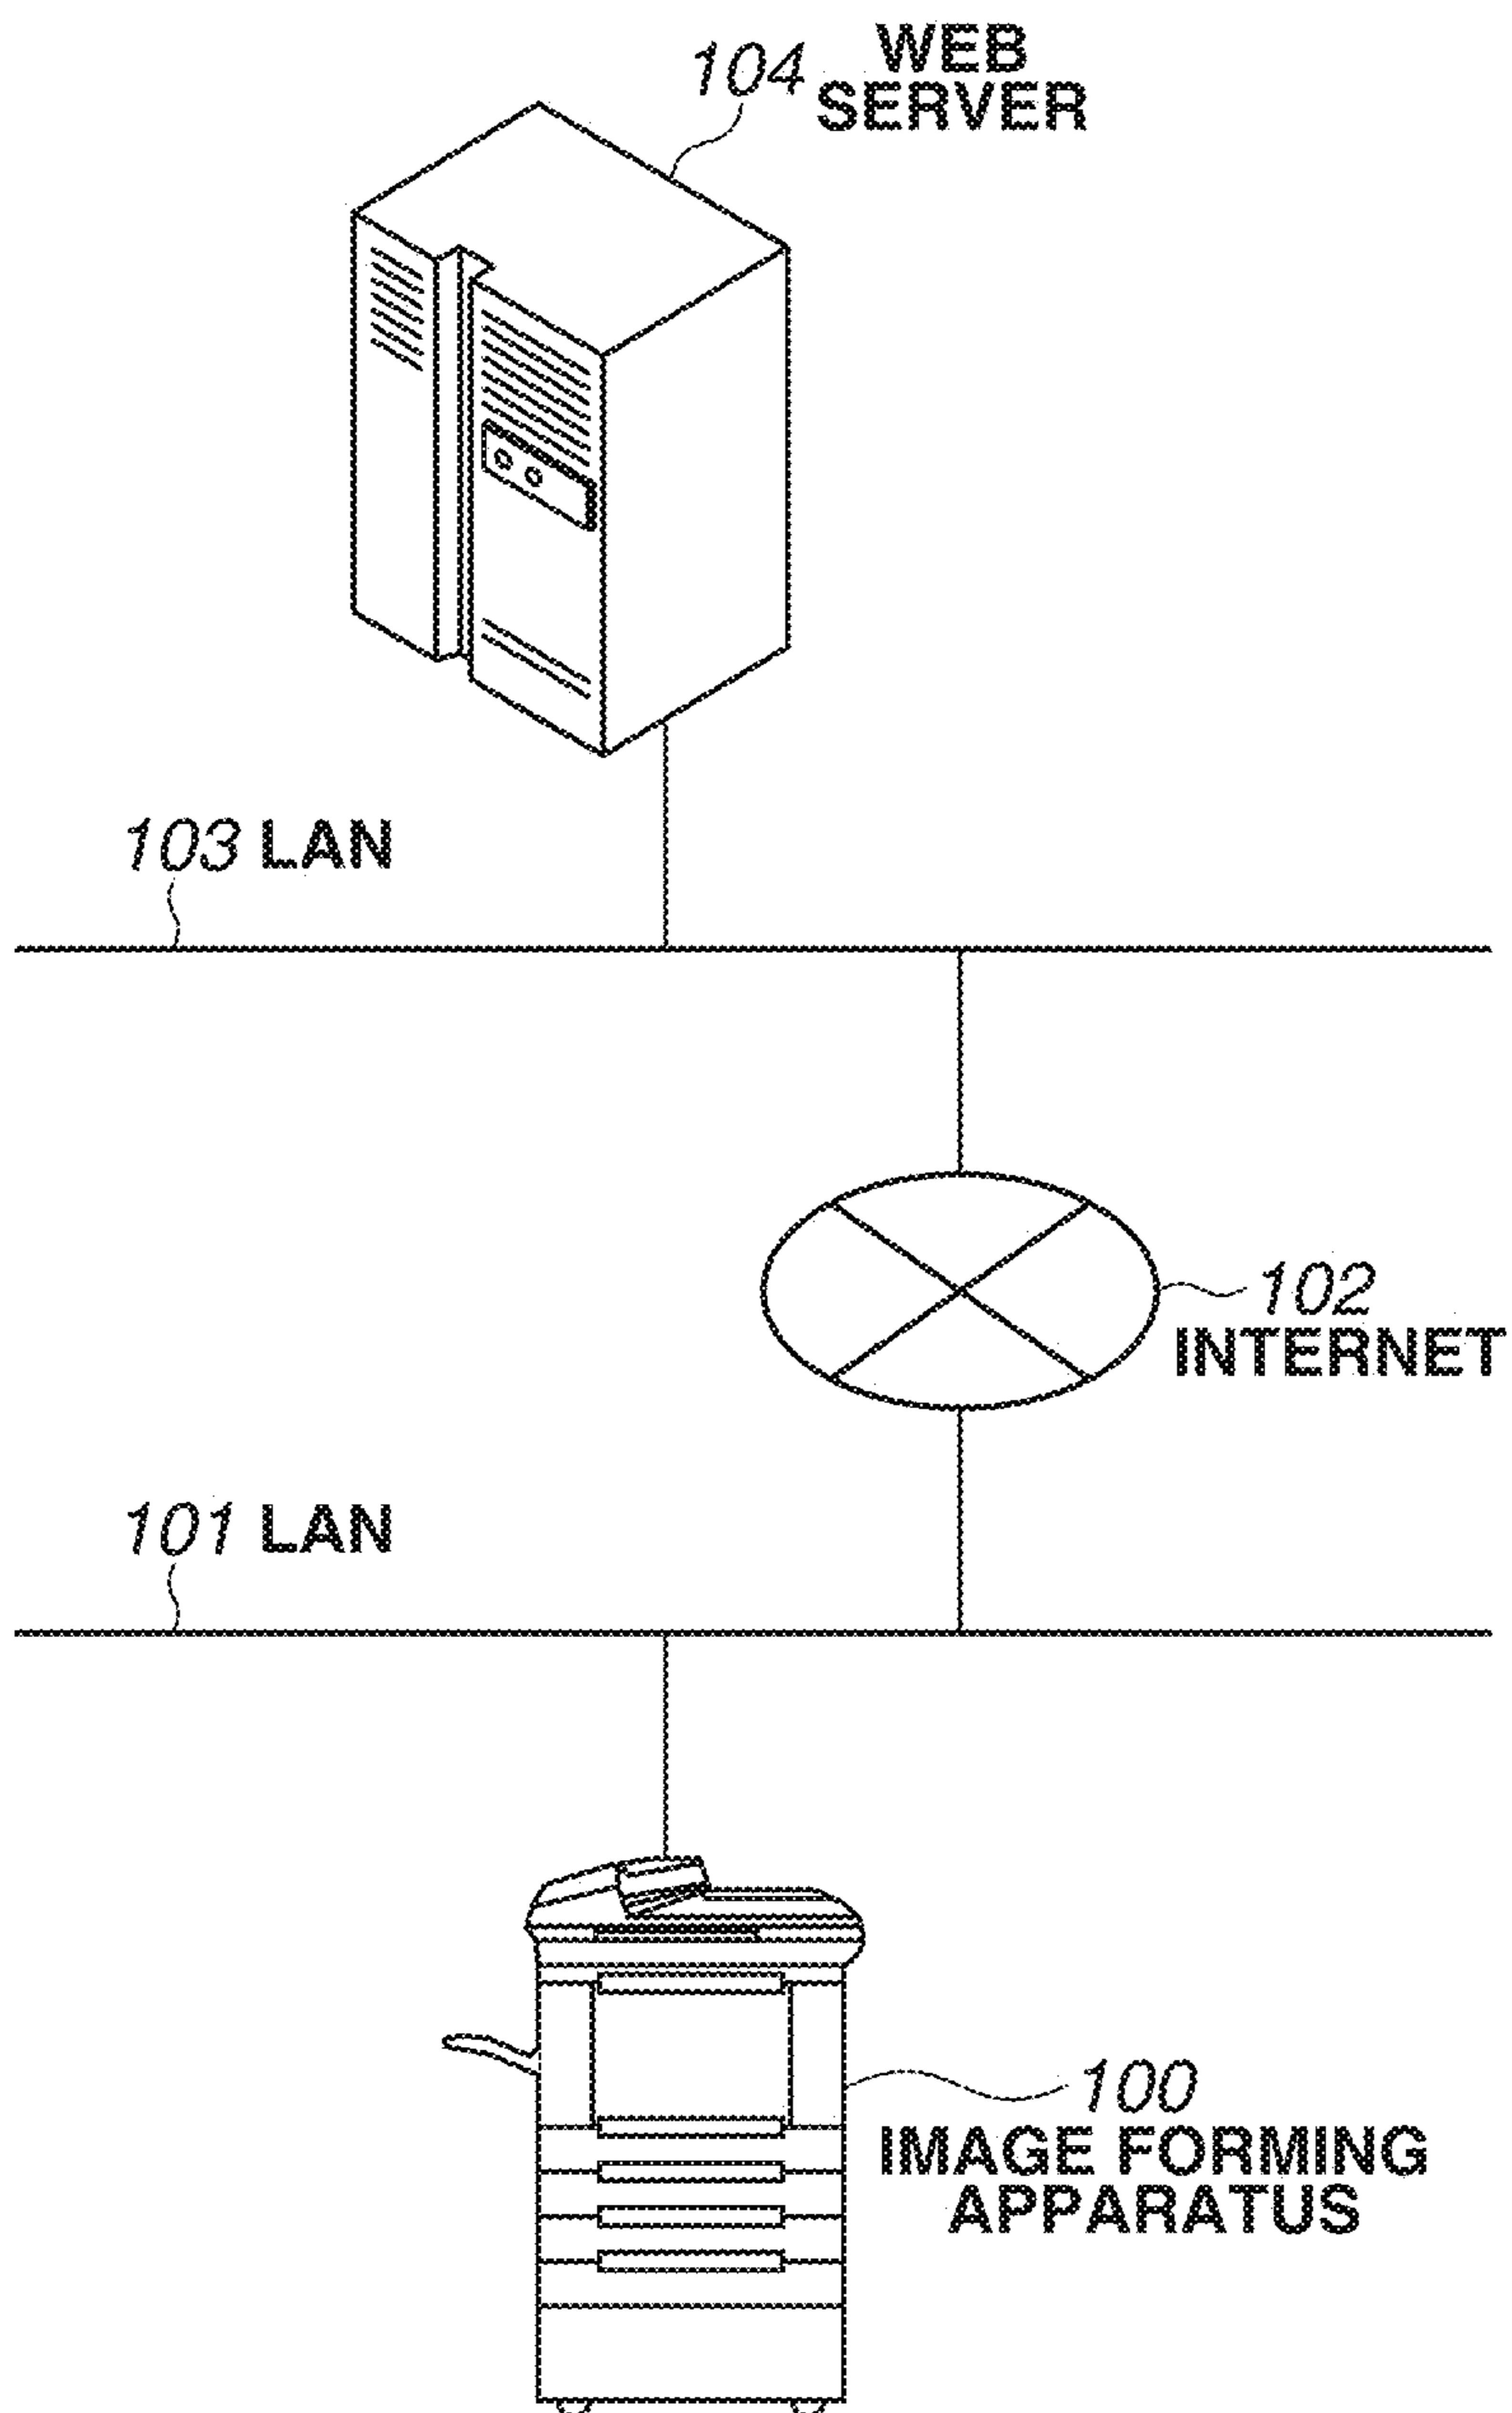 104 WEB
SERVER
103 LAN
102
INTERNET
101 LAN
100
IMAGE FORMING
APPARATUS